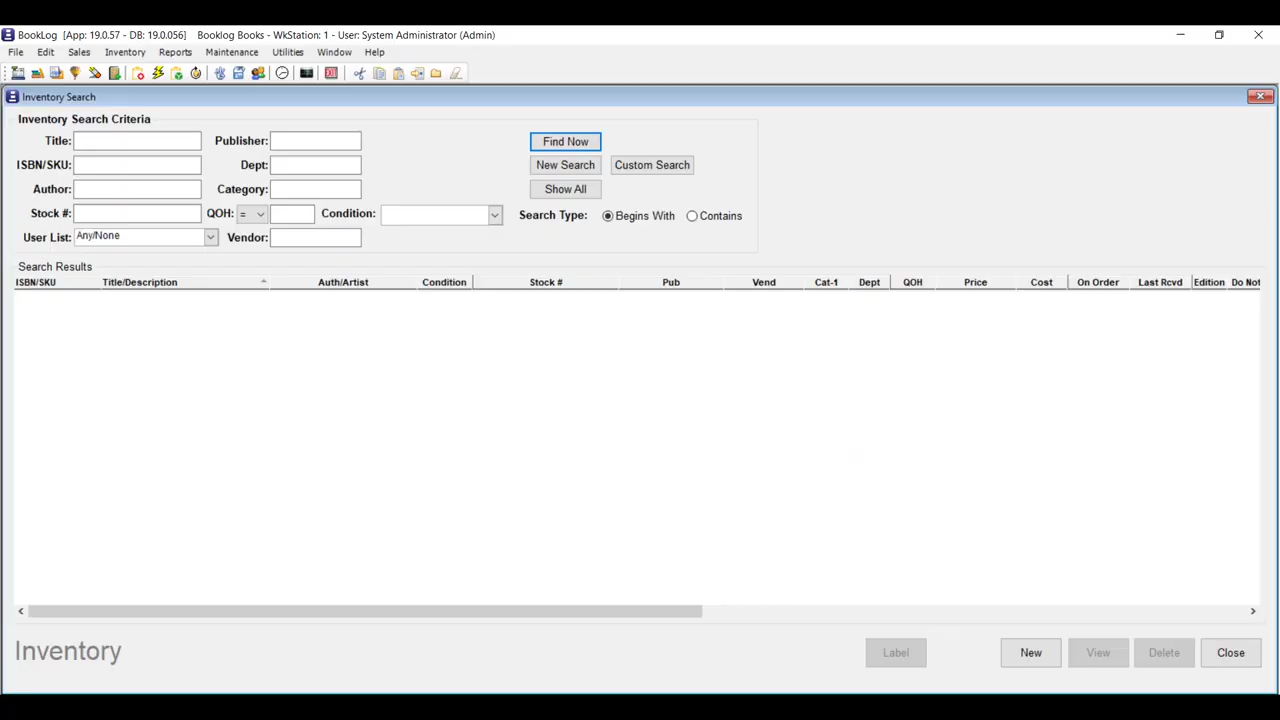 BookLog [App: 19.0.57 - DB: 19.0.056] Booklog Books - WkStation: 1 - User: System Administrator (Admin)
File Edit Sales Inventory Reports Maintenance Utilities Window Help
Inventory Search
Inventory Search Criteria
Title: Publisher: Find Now
ISBN/SKU: Dept: New Search Custom Search
Author: Category: Show All
Stock #: QOH: = Condition: Search Type: Begins With Contains
User List: Any/None Vendor:
Search Results
ISBN/SKU Title/Description Auth/Artist Condition Stock # Pub Vend Cat-1 Dept QOH Price Cost On Order Last Rcvd Edition Do Not
Inventory Label New View Delete Close